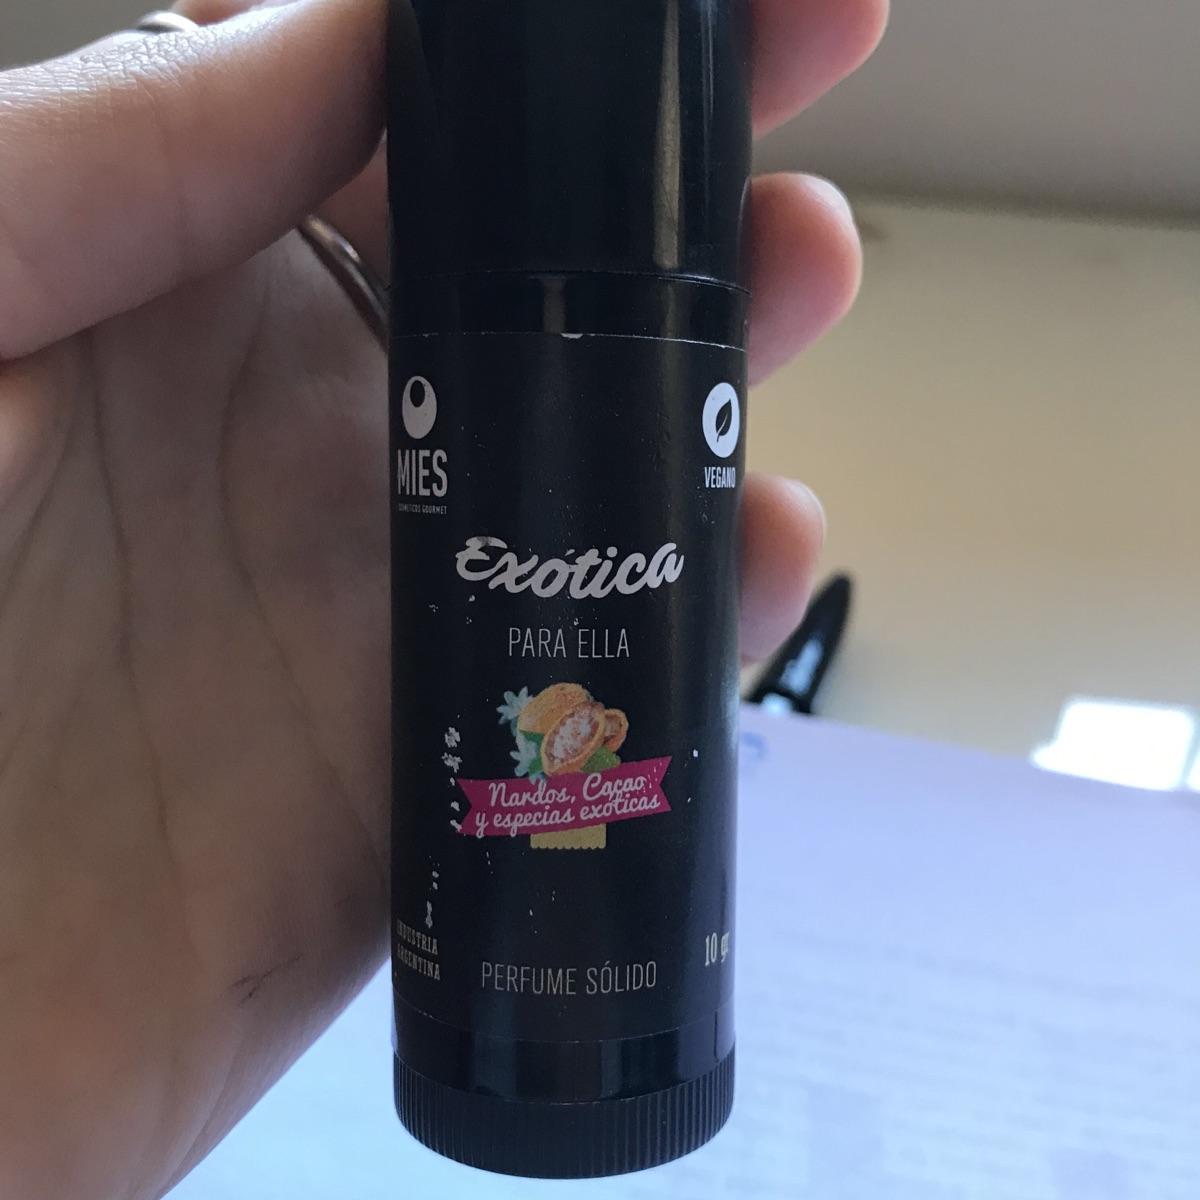 MIES
COSMETICOS GOURMET
VEGANO
Exótica
PARA ELLA
Nardos, Cacao
y especias exóticas
INDUSTRIA
ARGENTINA
PERFUME SÓLIDO
10 gr